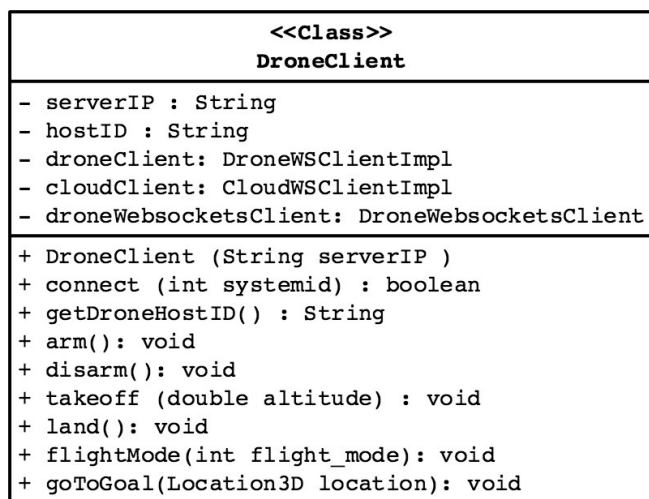 <<Class>>
DroneClient
- serverIP : String
- hostID : String
- droneClient: DroneWSClientImpl
- cloudClient: CloudWSClientImpl
- droneWebsocketsClient: DroneWebsocketsClient
+ DroneClient (String serverIP )
+ connect (int systemid) : boolean
+ getDroneHostID() : String
+ arm(): void
+ disarm(): void
+ takeoff (double altitude) : void
+ land(): void
+ flightMode(int flight_mode): void
+ goToGoal(Location3D location): void